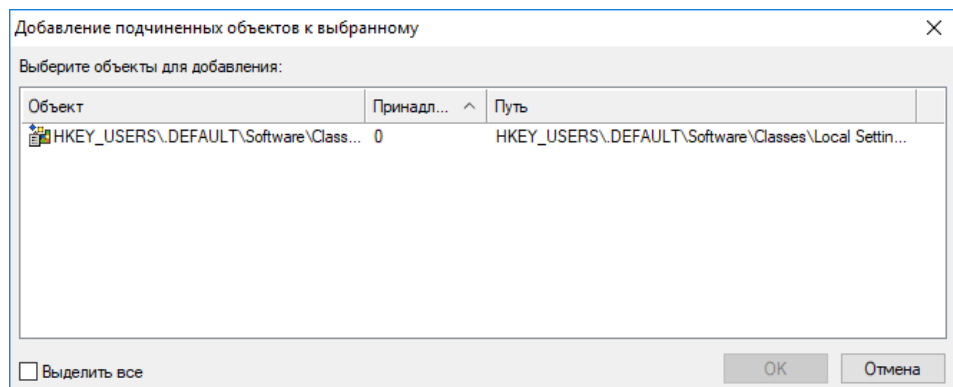 Добавление подчиненных объектов к выбранному
Выберите объекты для добавления:
Объект Принадл... Путь
HKEY_USERS\.DEFAULT\Software\Class... 0 HKEY_USERS\.DEFAULT\Software\Classes\Local Settin...
Выделить все OK Отмена